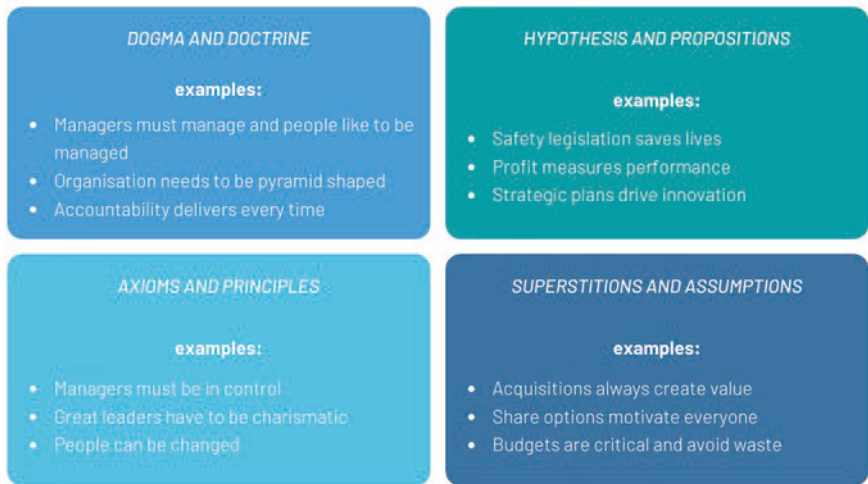 DOGMA AND DOCTRINE
examples:
• Managers must manage and people like to be
managed
• Organisation needs to be pyramid shaped
• Accountability delivers every time
HYPOTHESIS AND PROPOSITIONS
examples:
• Safety legislation saves lives
• Profit measures performance
• Strategic plans drive innovation
AXIOMS AND PRINCIPLES
examples:
• Managers must be in control
• Great leaders have to be charismatic
• People can be changed
SUPERSTITIONS AND ASSUMPTIONS
examples:
• Acquisitions always create value
• Share options motivate everyone
• Budgets are critical and avoid waste